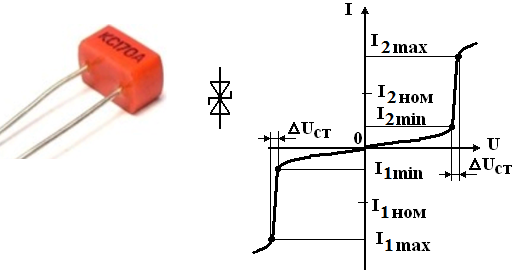 КС170А
I
I2max
I2ном
I2min
ΔUст
0
U
ΔUст
I1min
I1ном
I1max